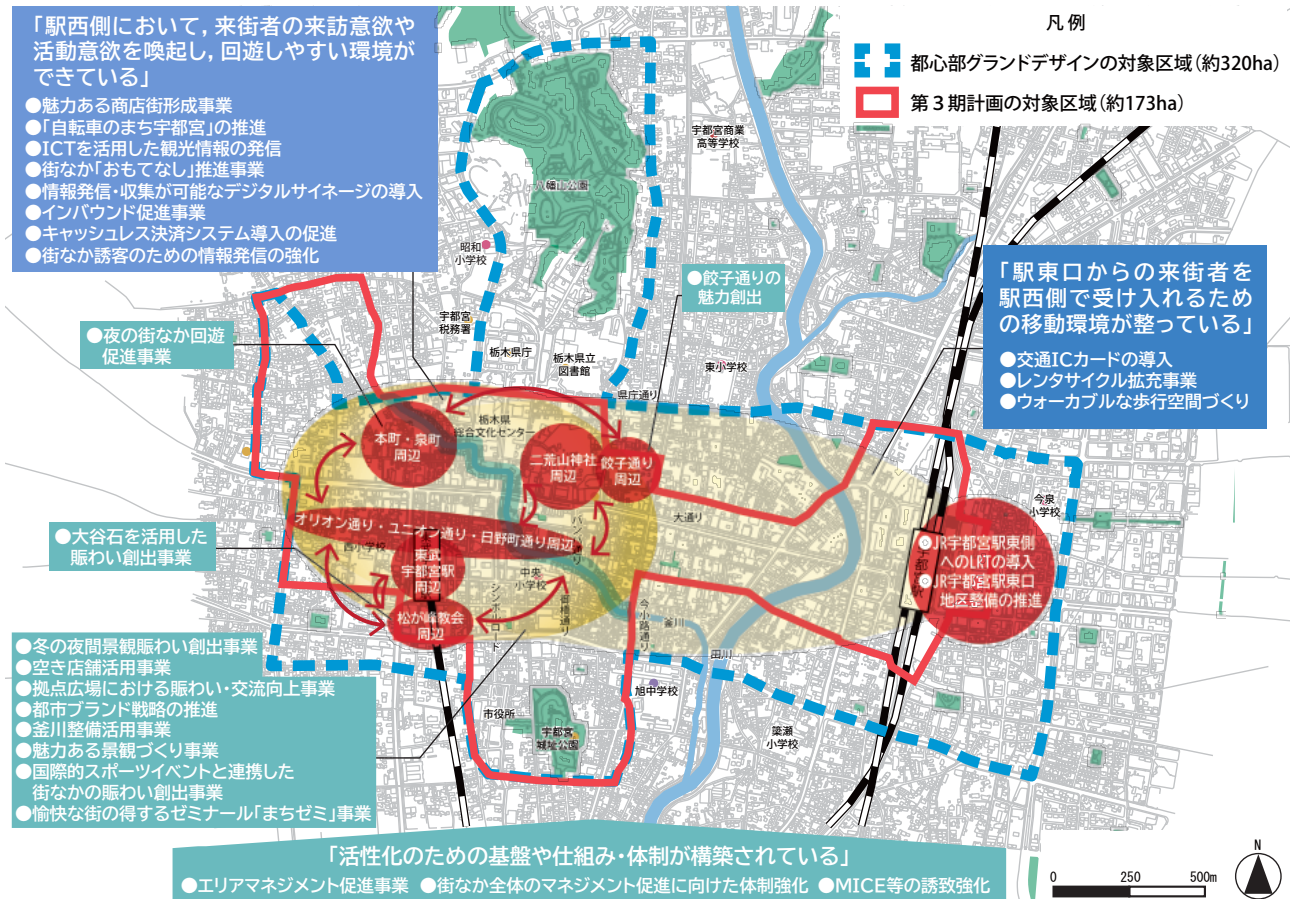 「駅西側において，来街者の来訪意欲や
活動意欲を喚起し，回遊しやすい環境が
できている」
●魅力ある商店街形成事業
●「自転車のまち宇都宮」の推進
●ICTを活用した観光情報の発信
●街なか「おもてなし」推進事業
●情報発信・収集が可能なデジタルサイネージの導入
●インバウンド促進事業
●キャッシュレス決済システム導入の促進
●街なか誘客のための情報発信の強化
凡例
都心部グランドデザインの対象区域（約320ha）
第３期計画の対象区域（約173ha）
宇都宮商業
高等学校
八幡山公園
昭和
小学校
宇都宮
税務署
栃木県庁
栃木県立
図書館
●餃子通りの
魅力創出
「駅東口からの来街者を
駅西側で受け入れるため
の移動環境が整っている」
●交通ICカードの導入
●レンタサイクル拡充事業
●ウォーカブルな歩行空間づくり
●夜の街なか回遊
促進事業
東小学校
県庁通り
栃木県
総合文化センター
本町・泉町
周辺
二荒山神社
周辺
餃子通り
周辺
今泉
小学校
大通り
オリオン通り・ユニオン通り・日野町通り周辺
バンバ通り
西小学校
●大谷石を活用した
賑わい創出事業
東武
宇都宮駅
周辺
中央
小学校
松が峰教会
周辺
シンボルロード
御橋通り
今小路通り
釜川
田川
◎JR宇都宮駅東側
へのLRTの導入
◎JR宇都宮駅東口
地区整備の推進
●冬の夜間景観賑わい創出事業
●空き店舗活用事業
●拠点広場における賑わい・交流向上事業
●都市ブランド戦略の推進
●釜川整備活用事業
●魅力ある景観づくり事業
●国際的スポーツイベントと連携した
街なかの賑わい創出事業
●愉快な街の得するゼミナール「まちゼミ」事業
旭中学校
市役所
宇都宮
城址公園
簗瀬
小学校
「活性化のための基盤や仕組み・体制が構築されている」
●エリアマネジメント促進事業 ●街なか全体のマネジメント促進に向けた体制強化 ●MICE等の誘致強化
N
0 250 500m